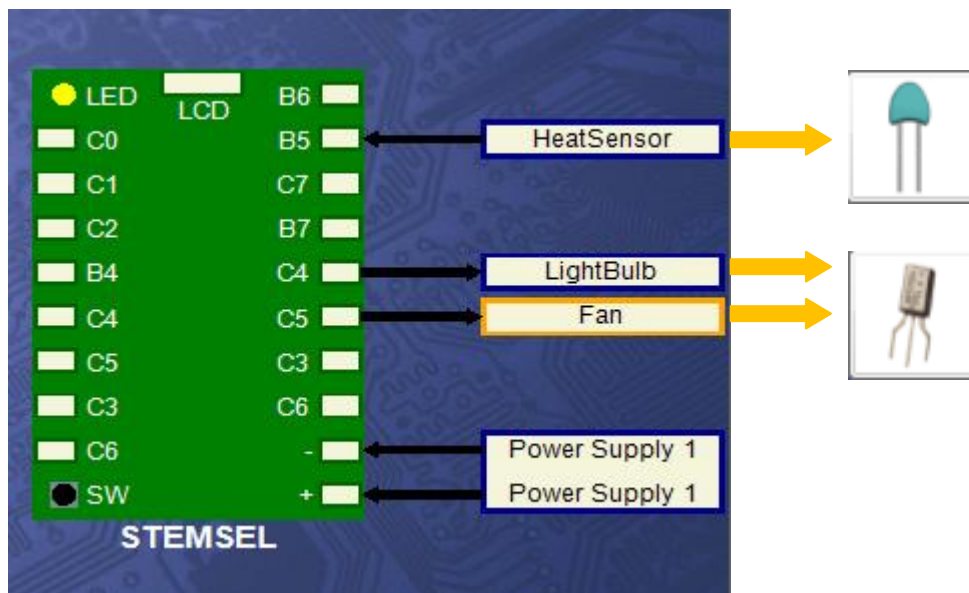 LED LCD B6
C0 B5 HeatSensor
C1 C7
C2 B7
B4 C4 LightBulb
C4 C5 Fan
C5 C3
C3 C6
C6 - Power Supply 1
SW + Power Supply 1
STEMSEL